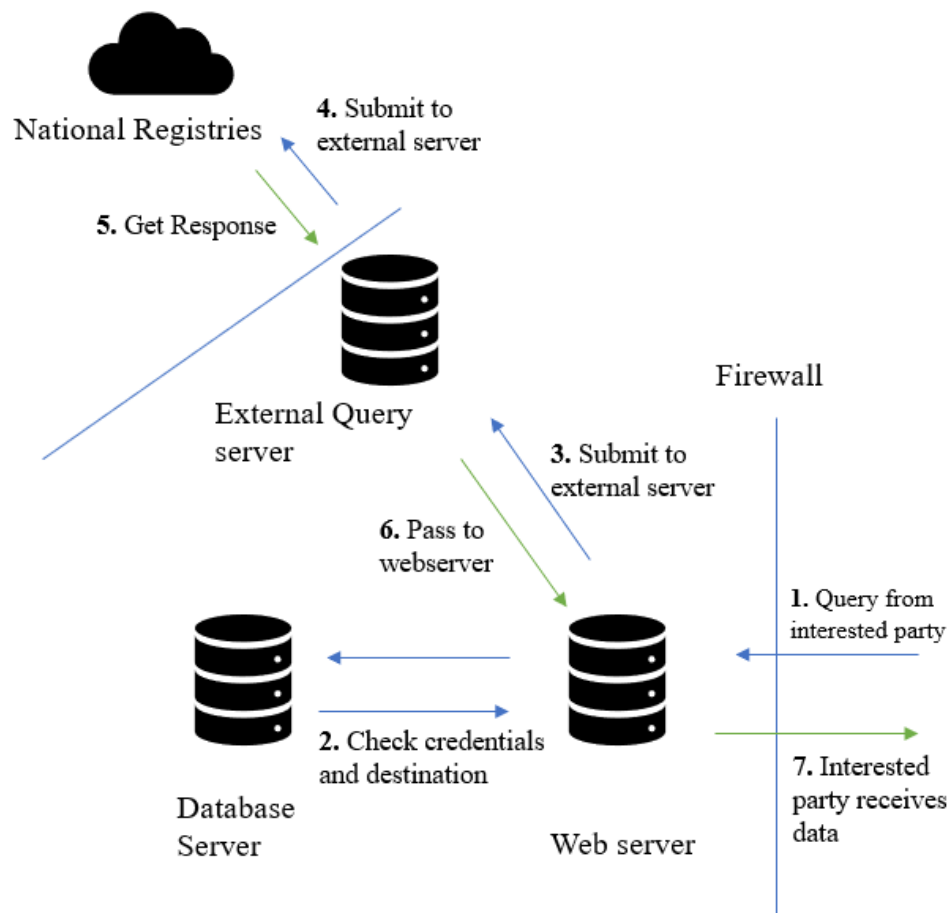 4. Submit to
external server
National Registries
5. Get Response
Firewall
External Query
server
3. Submit to
external server
6. Pass to
webserver
1. Query from
interested party
2. Check credentials
and destination
7. Interested
party receives
data
Database
Server
Web server